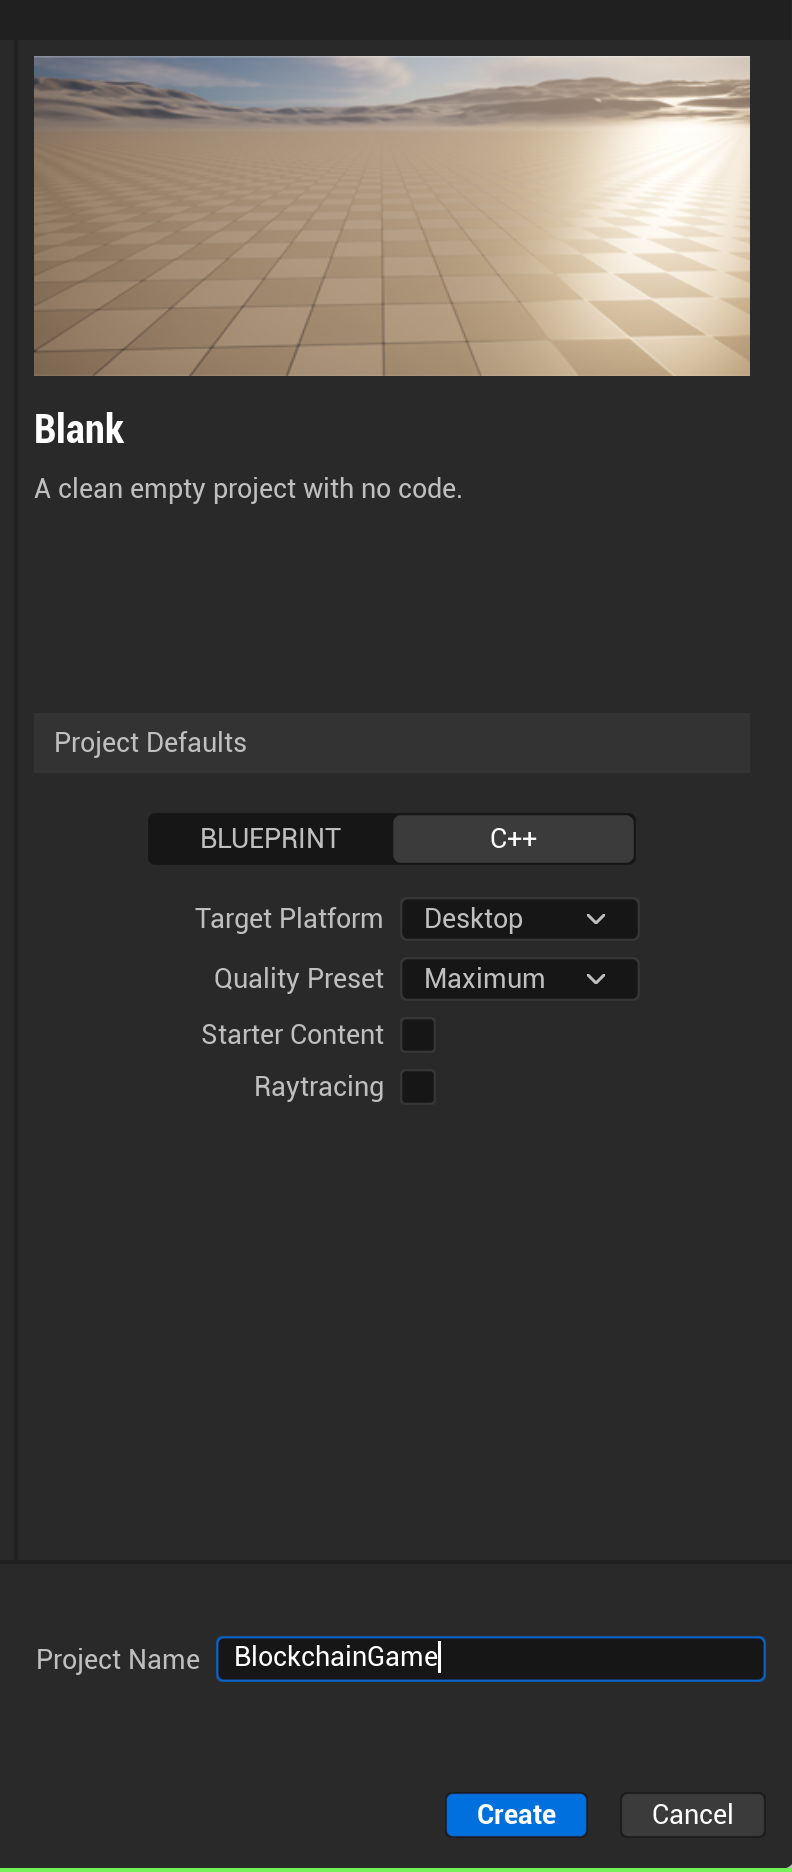 Blank
A clean empty project with no code.
Project Defaults
BLUEPRINT C++
Target Platform Desktop
Quality Preset Maximum
Starter Content
Raytracing
Project Name BlockchainGame
Create Cancel